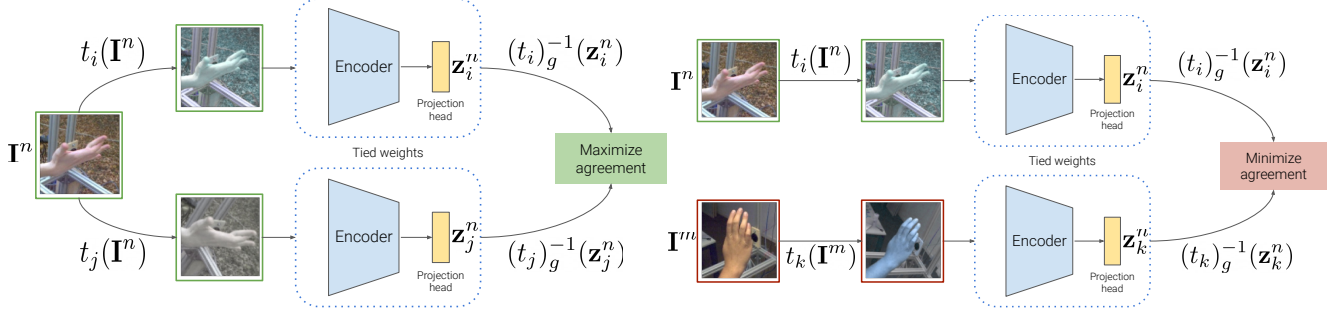 t_i(I^n)
Encoder
z_i^n
Projection
head
(t_i)_g^{-1}(z_i^n)
I^n
Tied weights
Maximize
agreement
t_j(I^n)
Encoder
z_j^n
Projection
head
(t_j)_g^{-1}(z_j^n)
I^n
t_i(I^n)
Encoder
z_i^n
Projection
head
(t_i)_g^{-1}(z_i^n)
Tied weights
Minimize
agreement
I^m
t_k(I^m)
Encoder
z_k^n
Projection
head
(t_k)_g^{-1}(z_k^n)